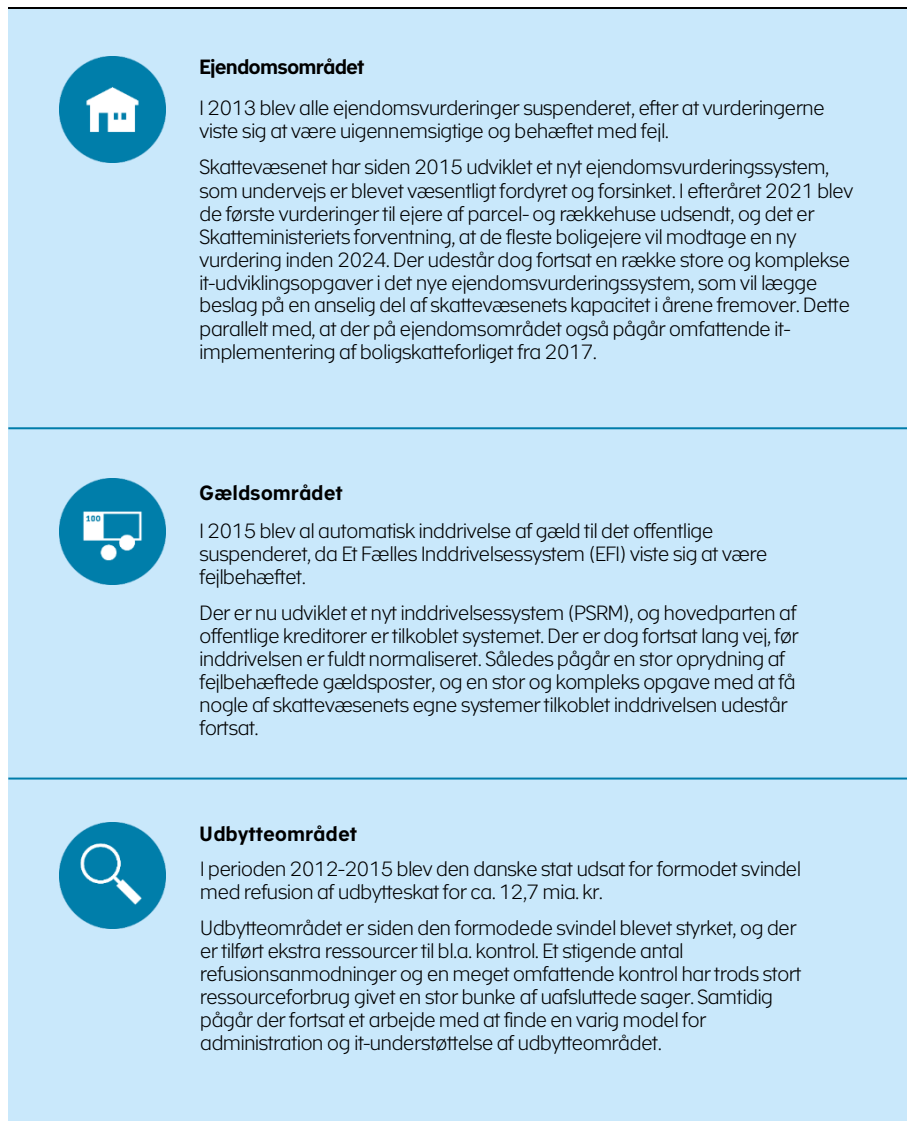 Ejendomsområdet
I 2013 blev alle ejendomsvurderinger suspenderet, efter at vurderingerne
viste sig at være uigennemsigtige og behæftet med fejl.
Skattevæsenet har siden 2015 udviklet et nyt ejendomsvurderingssystem,
som undervejs er blevet væsentligt fordyret og forsinket. I efteråret 2021 blev
de første vurderinger til ejere af parcel- og rækkehuse udsendt, og det er
Skatteministeriets forventning, at de fleste boligejere vil modtage en ny
vurdering inden 2024. Der udestår dog fortsat en række store og komplekse
it-udviklingsopgaver i det nye ejendomsvurderingssystem, som vil lægge
beslag på en anselig del af skattevæsenets kapacitet i årene fremover. Dette
parallelt med, at der på ejendomsområdet også pågår omfattende it-
implementering af boligskatteforliget fra 2017.
Gældsområdet
100
I 2015 blev al automatisk inddrivelse af gæld til det offentlige
suspenderet, da Et Fælles Inddrivelsessystem (EFI) viste sig at være
fejlbehæftet.
Der er nu udviklet et nyt inddrivelsessystem (PSRM), og hovedparten af
offentlige kreditorer er tilkoblet systemet. Der er dog fortsat lang vej, før
inddrivelsen er fuldt normaliseret. Således pågår en stor oprydning af
fejlbehæftede gældsposter, og en stor og kompleks opgave med at få
nogle af skattevæsenets egne systemer tilkoblet inddrivelsen udestår
fortsat.
Udbytteområdet
I perioden 2012-2015 blev den danske stat udsat for formodet svindel
med refusion af udbytteskat for ca. 12,7 mia. kr.
Udbytteområdet er siden den formodede svindel blevet styrket, og der
er tilført ekstra ressourcer til bl.a. kontrol. Et stigende antal
refusionsanmodninger og en meget omfattende kontrol har trods stort
ressourceforbrug givet en stor bunke af uafsluttede sager. Samtidig
pågår der fortsat et arbejde med at finde en varig model for
administration og it-understøttelse af udbytteområdet.